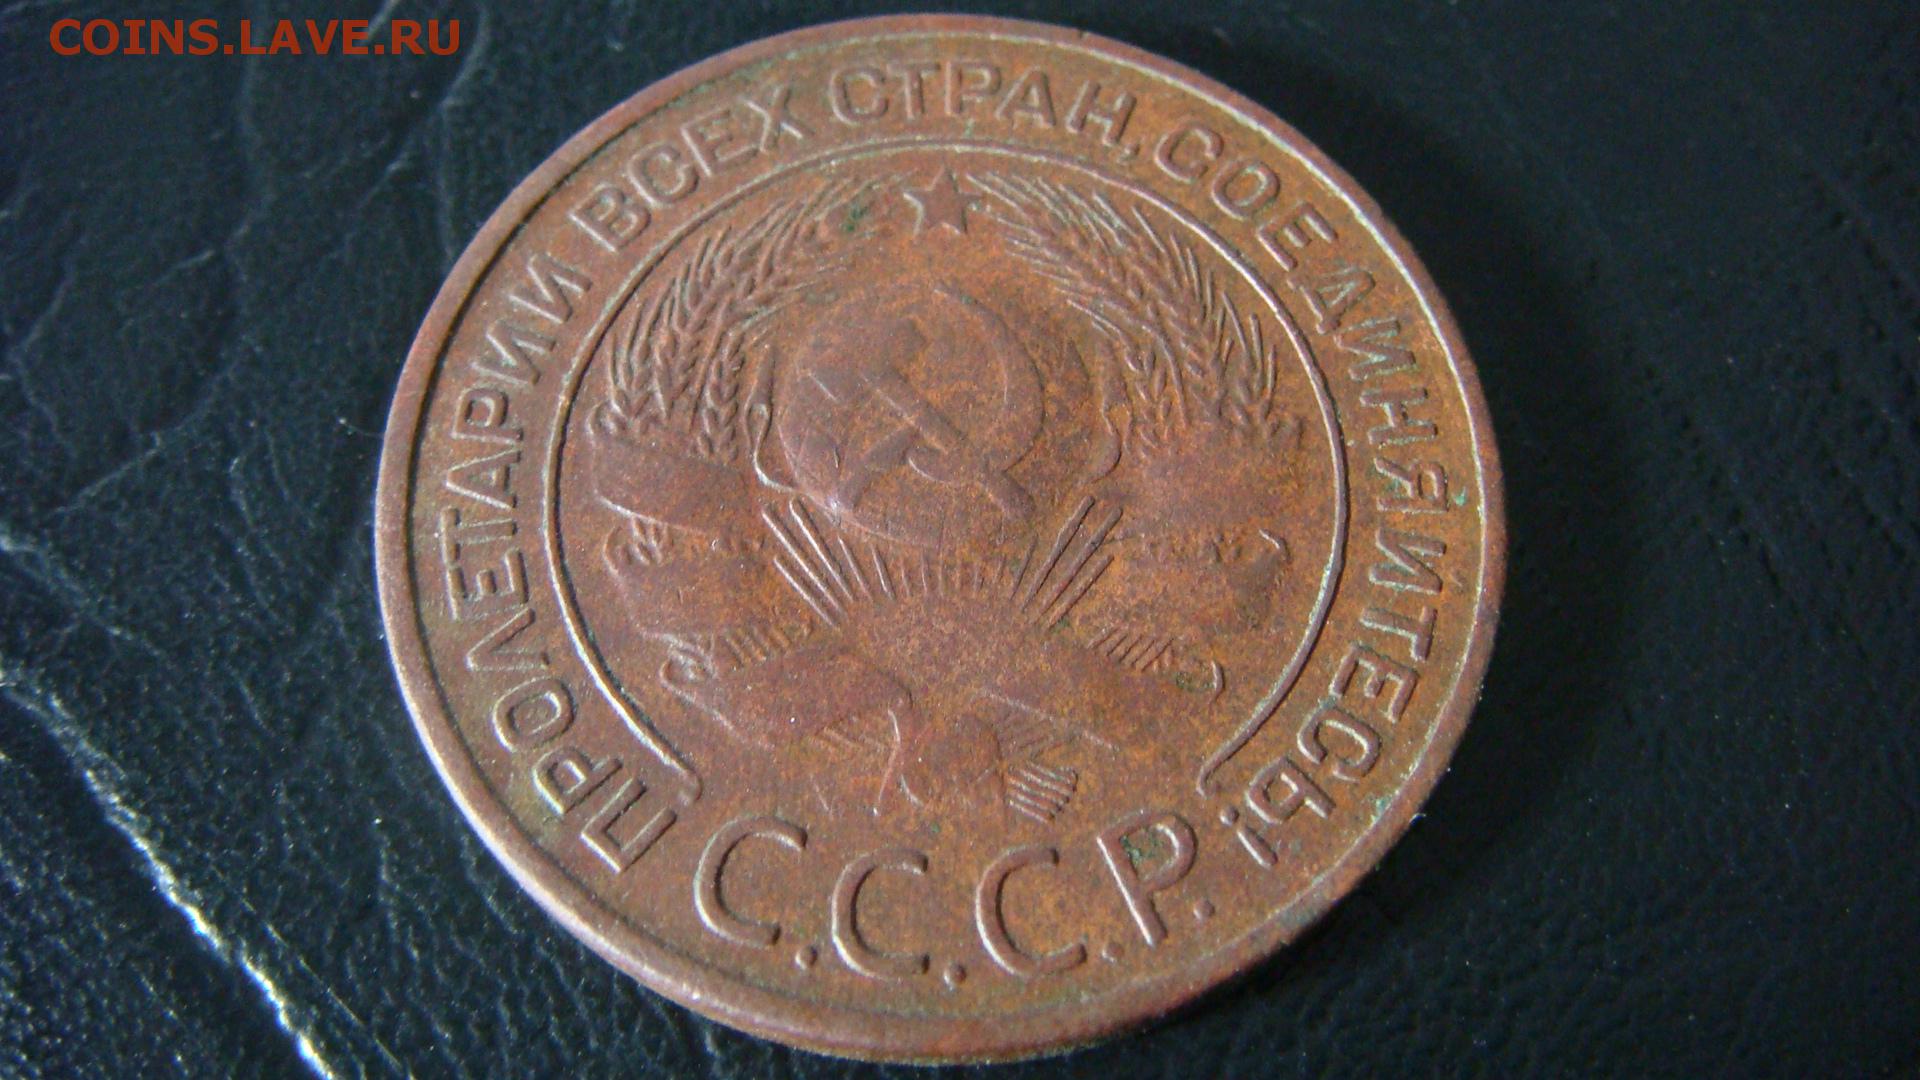 COINS.LAVE.RU
ПРОЛЕТАРИИ ВСЕХ СТРАН, СОЕДИНЯЙТЕСЬ!
С.С.С.Р.